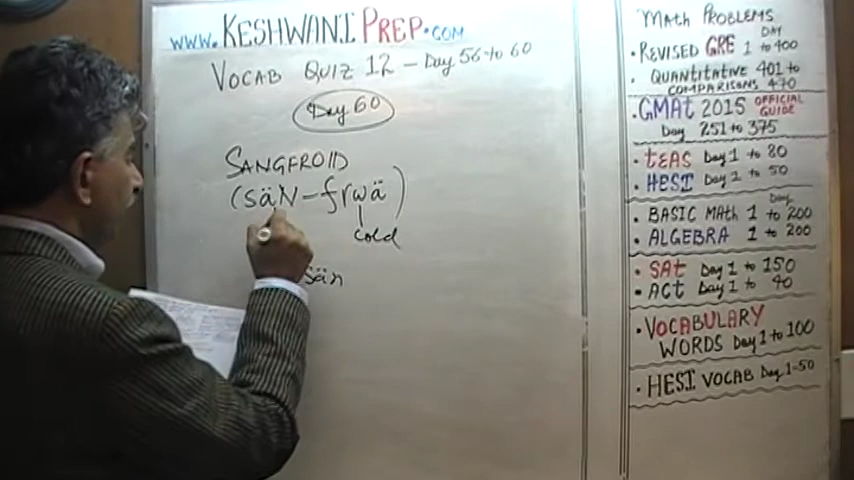 www.KESHWANIPREP.COM
VOCAB QUIZ 12 - Day 56 to 60
Day 60
SANGFROID
(säN-frwä)
cold
sän
MATH PROBLEMS
DAY
• REVISED GRE 1 to 400
• QUANTITATIVE 401 to
COMPARISONS 470
• GMAt 2015 OFFICIAL GUIDE
Day 251 to 375
• tEAS Day 1 to 80
• HESI Day 1 to 50
Day
• BASIC MATH 1 to 200
• ALGEBRA 1 to 200
• SAt Day 1 to 150
• ACT Day 1 to 40
• VOCABULARY
WORDS Day 1 to 100
• HESI VOCAB Day 1-50